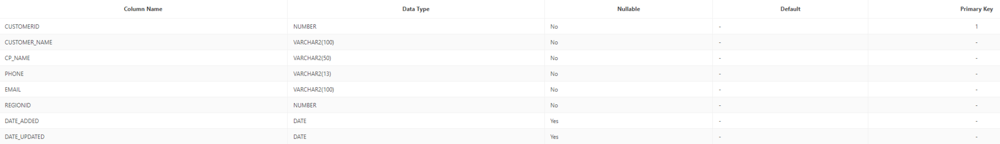 Column Name Data Type Nullable Default Primary Key
CUSTOMERID NUMBER No - 1
CUSTOMER_NAME VARCHAR2(100) No - -
CP_NAME VARCHAR2(50) No - -
PHONE VARCHAR2(13) No - -
EMAIL VARCHAR2(100) No - -
REGIONID NUMBER No - -
DATE_ADDED DATE Yes - -
DATE_UPDATED DATE Yes - -